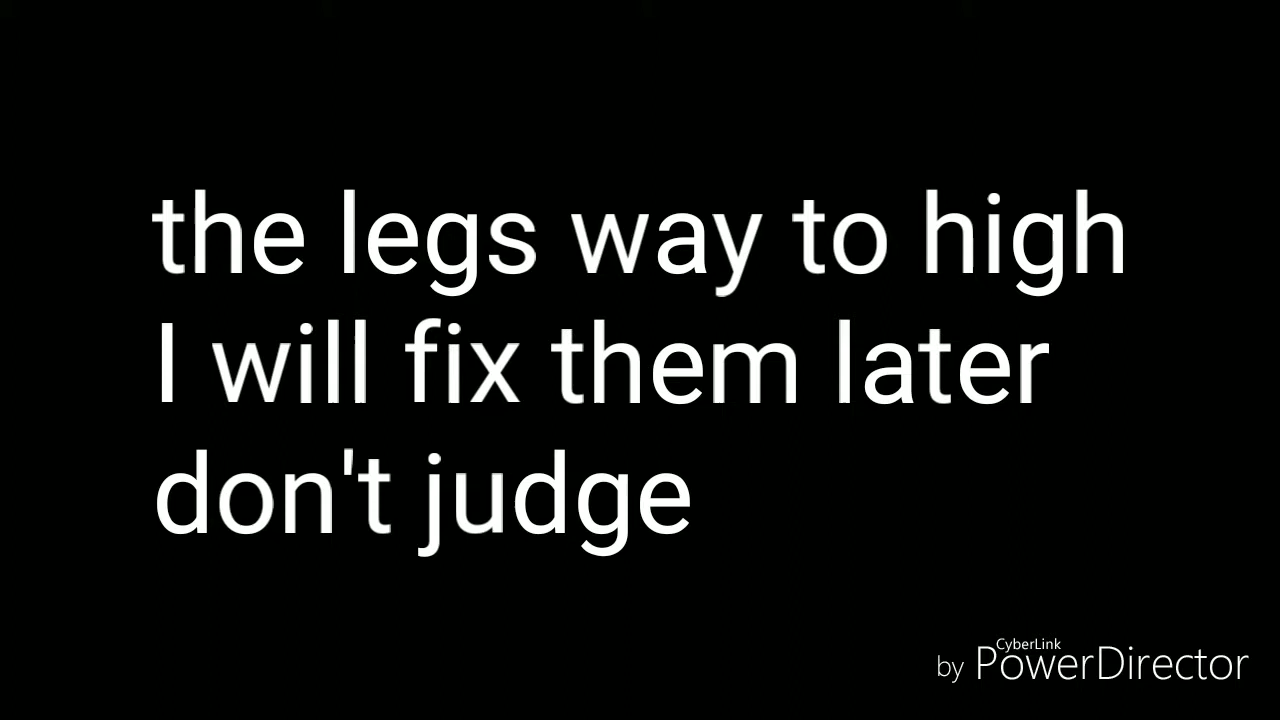 the legs way to high
I will fix them later
don't judge
CyberLink
by PowerDirector